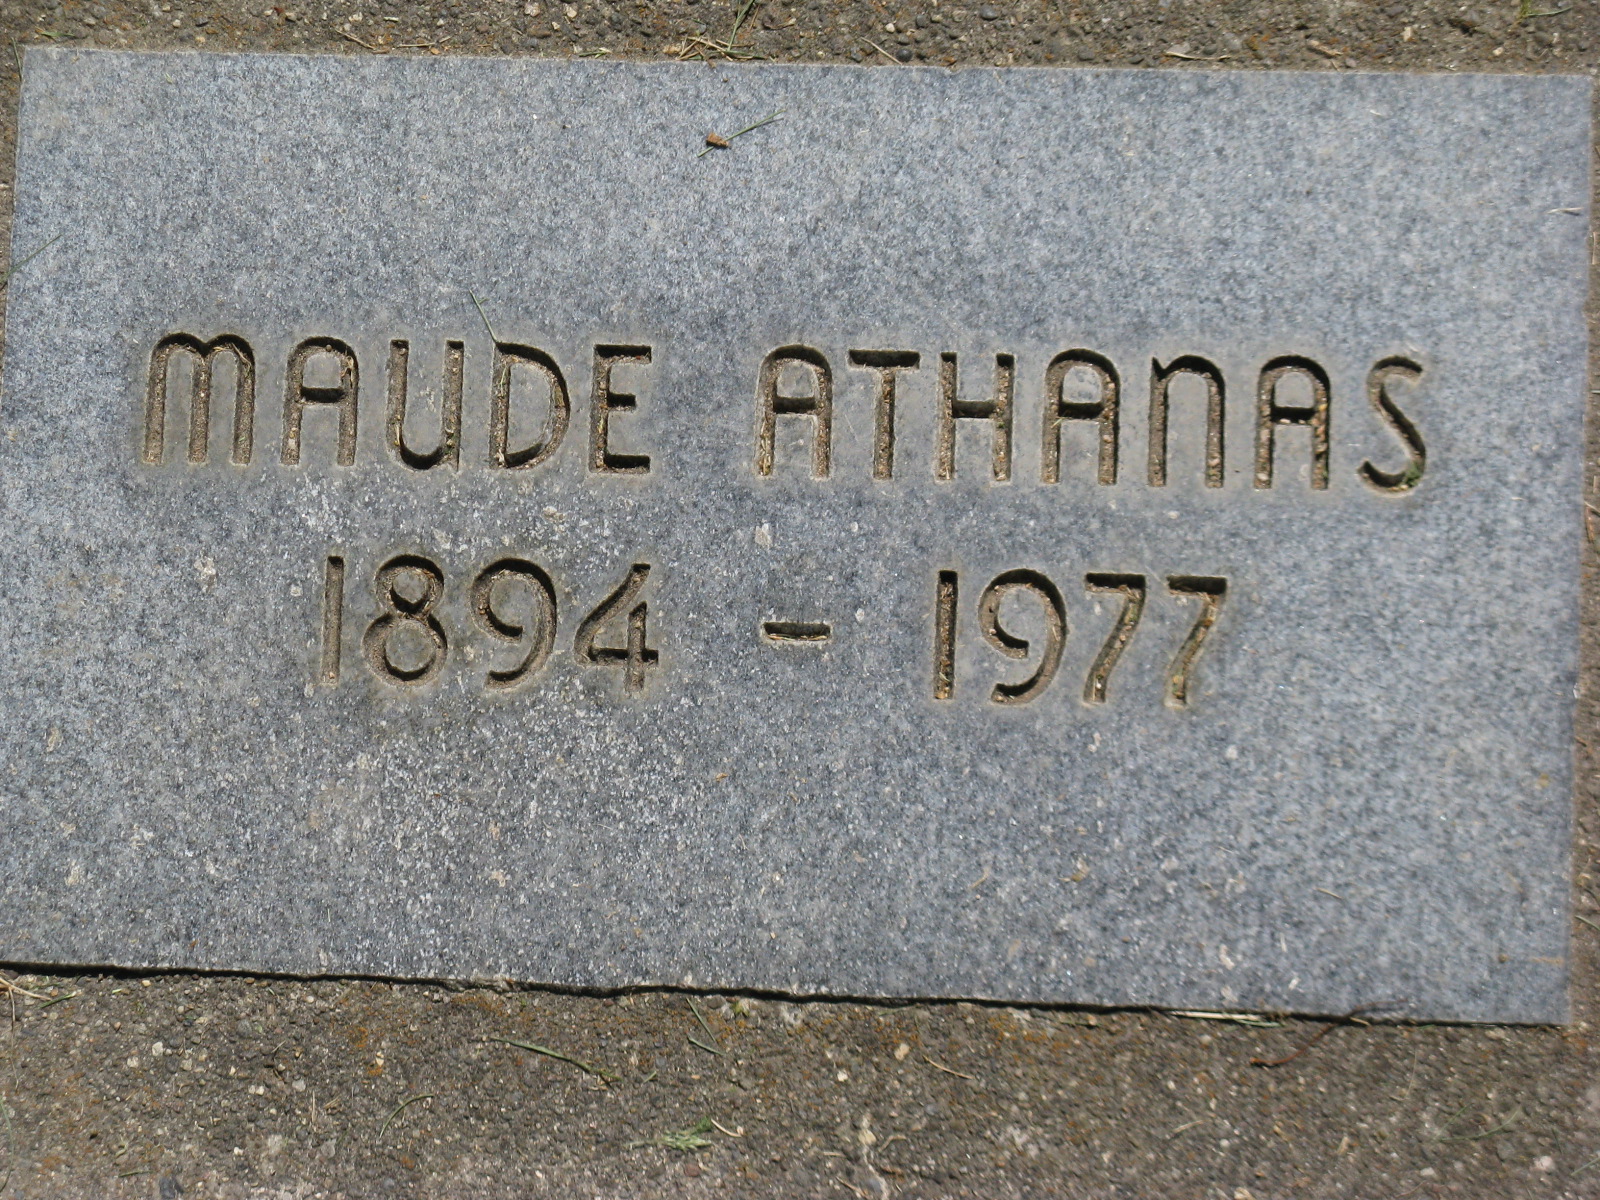 MAUDE ATHANAS
1894 - 1977